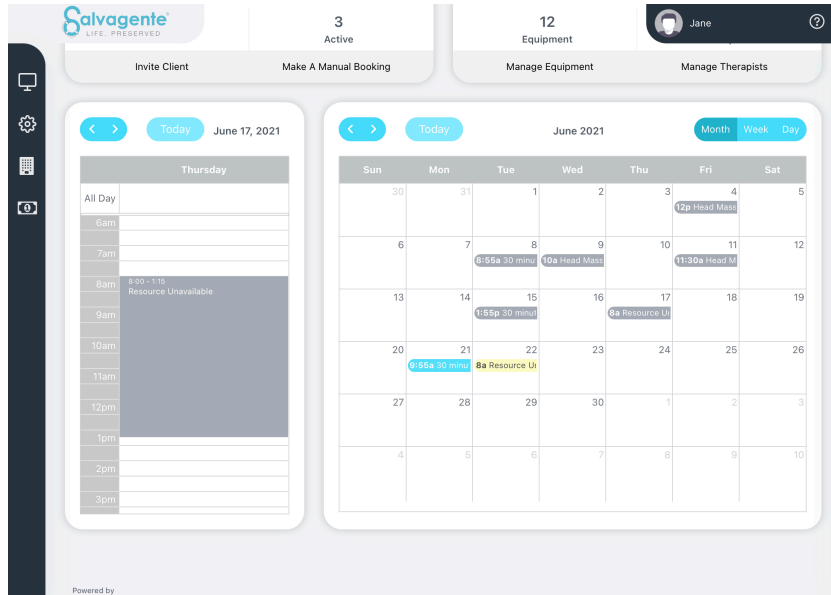 Salvagente®
LIFE, PRESERVED
3
Active
12
Equipment
Jane
Invite Client
Make A Manual Booking
Manage Equipment
Manage Therapists
Today
June 17, 2021
Thursday
All Day
6am
7am
8am
8:00 - 1:15
Resource Unavailable
9am
10am
11am
12pm
1pm
2pm
3pm
Today
June 2021
Month Week Day
Sun Mon Tue Wed Thu Fri Sat
30 31 1 2 3 4 5
12p Head Mass
6 7 8 9 10 11 12
8:55a 30 minu 10a Head Mass 11:30a Head M
13 14 15 16 17 18 19
1:55p 30 minut 8a Resource Un
20 21 22 23 24 25 26
9:55a 30 minu 8a Resource Un
27 28 29 30 1 2 3
4 5 6 7 8 9 10
Powered by